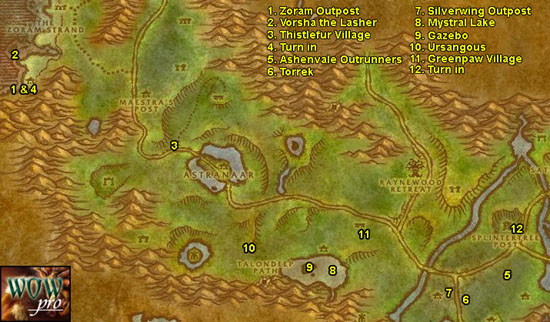 1. Zoram Outpost
2. Vorsha the Lasher
3. Thistlefur Village
4. Turn in
5. Ashenvale Outrunners
6. Torrek
7. Silverwing Outpost
8. Mystral Lake
9. Gazebo
10. Ursangous
11. Greenpaw Village
12. Turn in
THE
ZORAM STRAND
2
1 & 4
MAESTRA'S
POST
3
ASTRANAAR
RAYNEWOOD
RETREAT
10
11
TALONDEEP
PATH
9
8
12
SPLINTERTREE
POST
5
7
6
WOW
pro